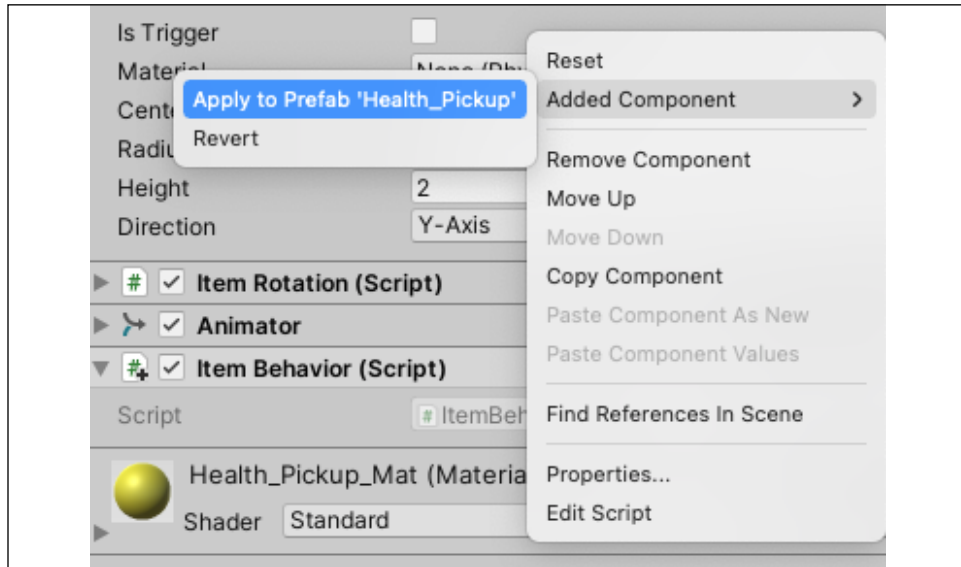 Is Trigger
Material
Apply to Prefab 'Health_Pickup'
Revert
Height
2
Direction
Y-Axis
Item Rotation (Script)
Animator
Item Behavior (Script)
Script
# ItemBeh
Health_Pickup_Mat (Materia
Shader
Standard
Reset
Added Component
Remove Component
Move Up
Move Down
Copy Component
Paste Component As New
Paste Component Values
Find References In Scene
Properties...
Edit Script